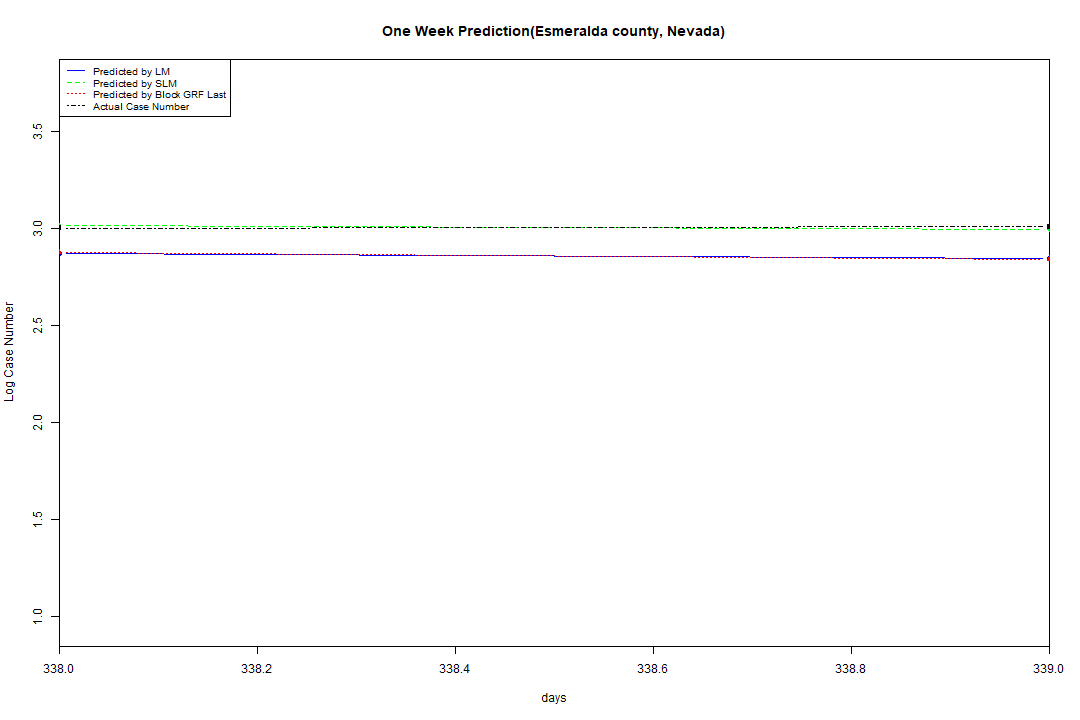 One Week Prediction(Esmeralda county, Nevada)
Predicted by LM
Predicted by SLM
Predicted by Block GRF Last
Actual Case Number
Log Case Number
3.5
3.0
2.5
2.0
1.5
1.0
338.0 338.2 338.4 338.6 338.8 339.0
days